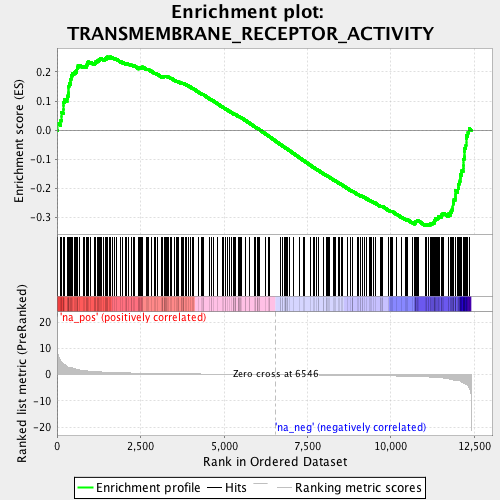 Enrichment plot:
TRANSMEMBRANE_RECEPTOR_ACTIVITY
Enrichment score (ES)
0.2
0.1
0.0
-0.1
-0.2
-0.3
'na_pos' (positively correlated)
Ranked list metric (PreRanked)
20
10
0
-10
-20
Zero cross at 6546
'na_neg' (negatively correlated)
0
2,500
5,000
7,500
10,000
12,500
Rank in Ordered Dataset
Enrichment profile
Hits
Ranking metric scores